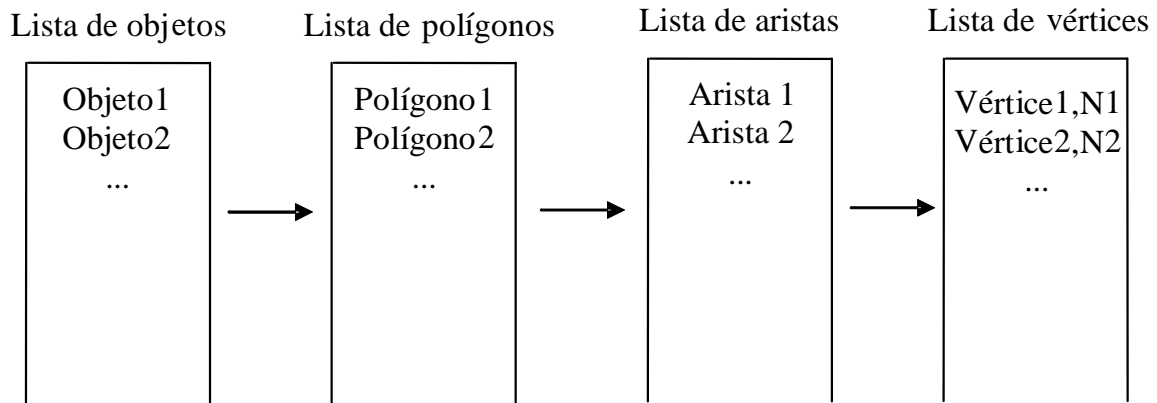 Lista de objetos
Lista de polígonos
Lista de aristas
Lista de vértices
Objeto1
Objeto2
...
Polígono1
Polígono2
...
Arista 1
Arista 2
...
Vértice1,N1
Vértice2,N2
...